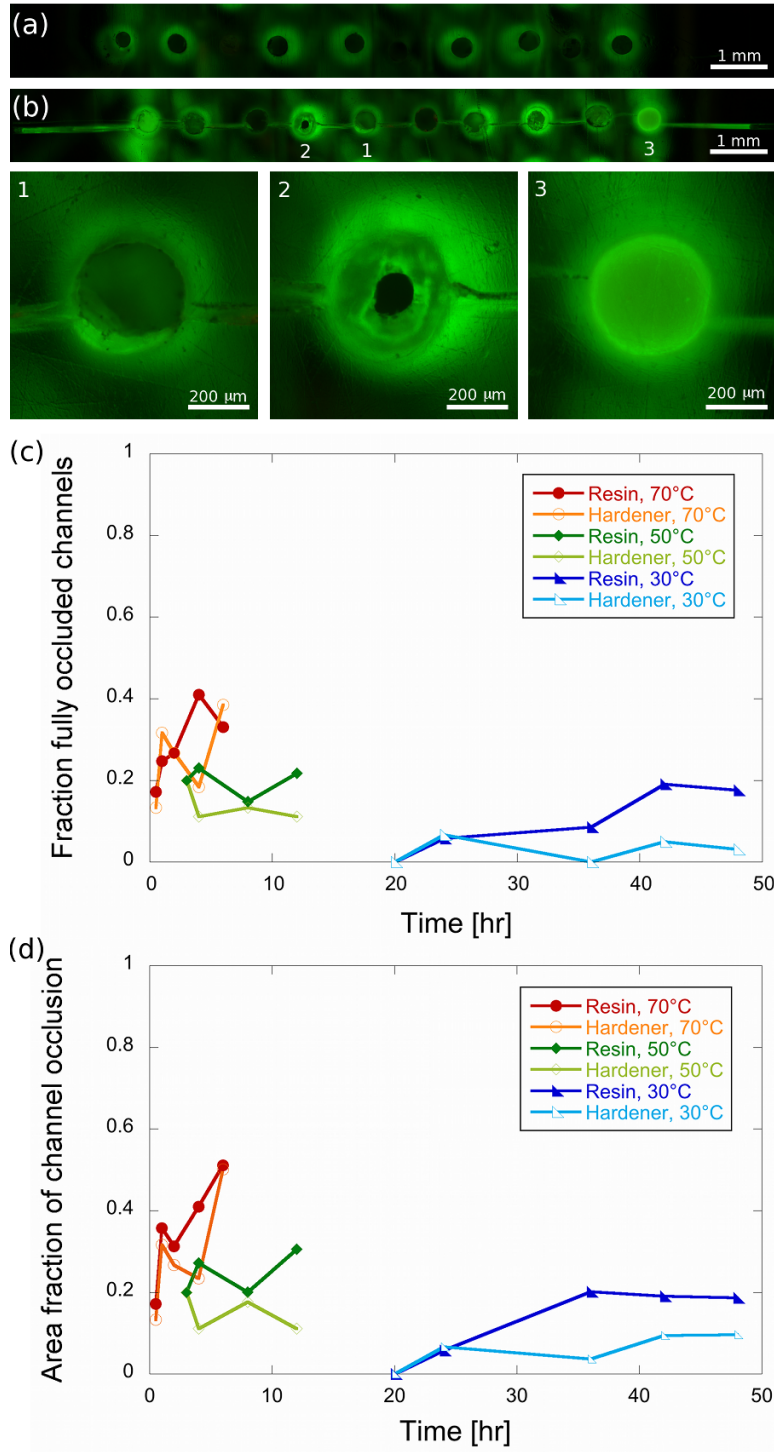 (a)
1 mm
(b)
2 1 3
1 mm
1 2 3
200 μm 200 μm 200 μm
(c)
Fraction fully occluded channels
1
0.8
0.6
0.4
0.2
0
Resin, 70°C
Hardener, 70°C
Resin, 50°C
Hardener, 50°C
Resin, 30°C
Hardener, 30°C
0 10 20 30 40 50
Time [hr]
(d)
Area fraction of channel occlusion
1
0.8
0.6
0.4
0.2
0
Resin, 70°C
Hardener, 70°C
Resin, 50°C
Hardener, 50°C
Resin, 30°C
Hardener, 30°C
0 10 20 30 40 50
Time [hr]